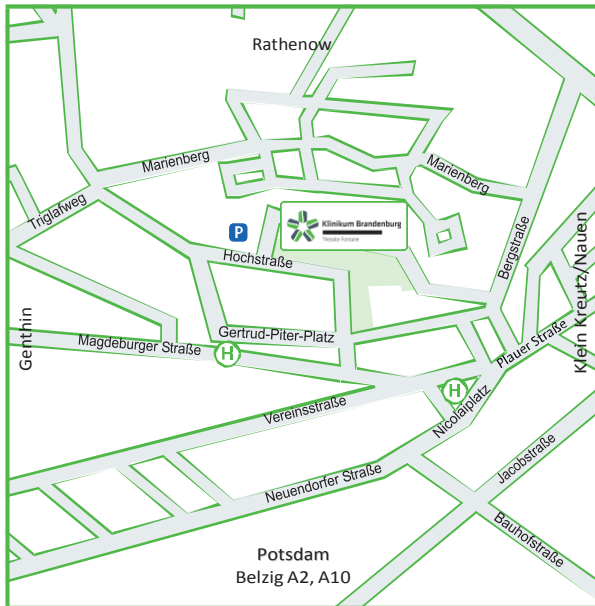 Rathenow
Marienberg
Marienberg
Triglafweg
P
Klinikum Brandenburg
Theodor Fontane
Hochstraße
Bergstraße
Klein Kreutz/Nauen
Genthin
Gertrud-Piter-Platz
Magdeburger Straße
H
Plauer Straße
H
Vereinsstraße
Nicolaiplatz
Neuendorfer Straße
Jacobstraße
Bauhofstraße
Potsdam
Belzig A2, A10